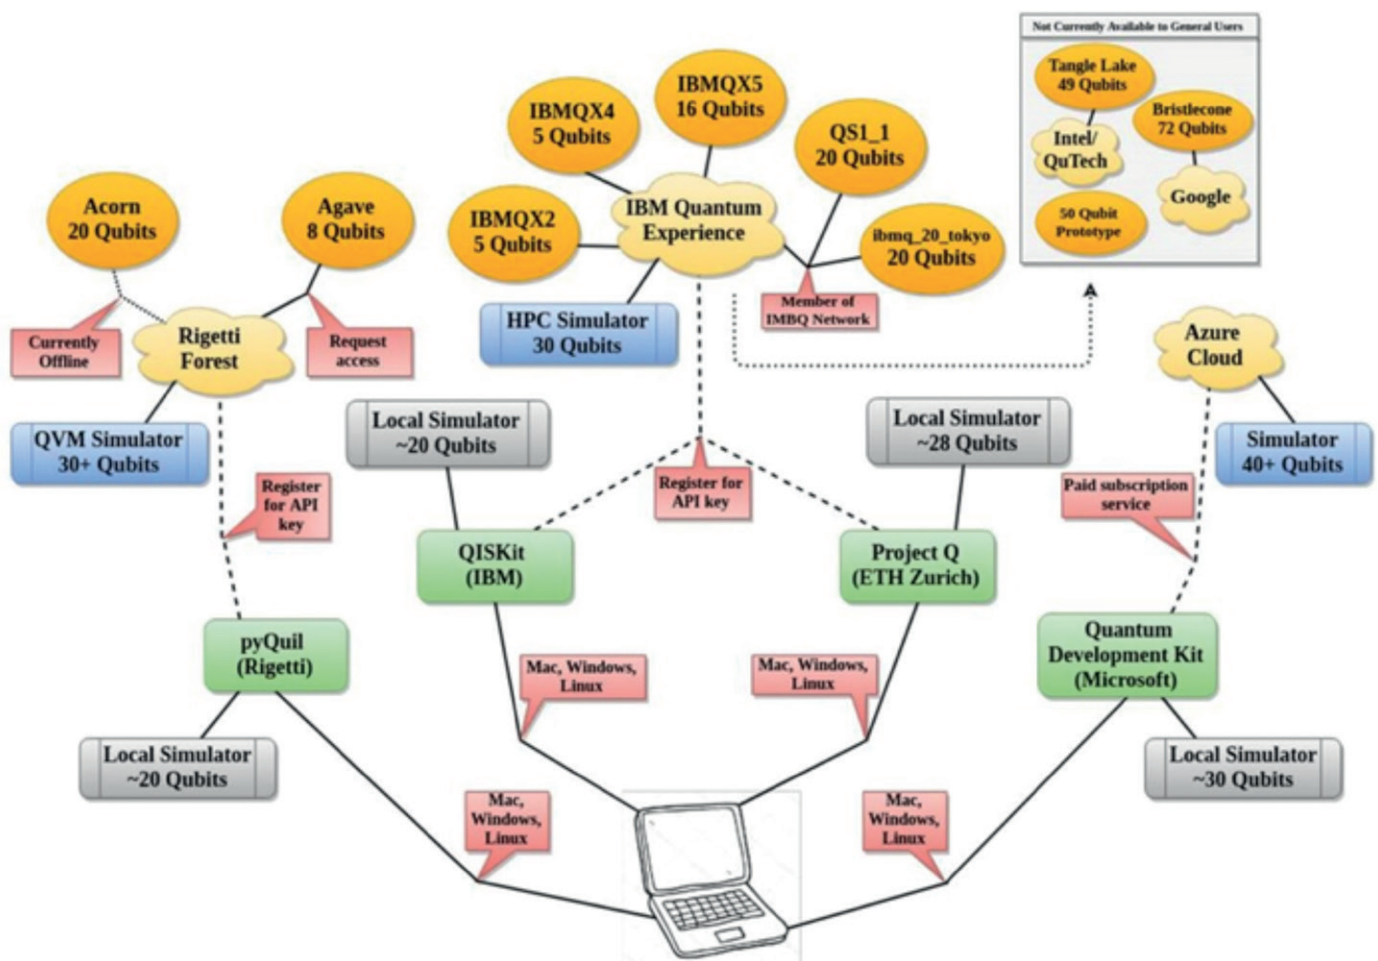 Not Currently Available to General Users
Tangle Lake
49 Qubits
Bristlecone
72 Qubits
Intel/
QuTech
Google
50 Qubit
Prototype
IBMQX5
16 Qubits
IBMQX4
5 Qubits
QS1_1
20 Qubits
IBMQX2
5 Qubits
IBM Quantum
Experience
ibmq_20_tokyo
20 Qubits
Member of
IMBQ Network
HPC Simulator
30 Qubits
Acorn
20 Qubits
Agave
8 Qubits
Currently
Offline
Rigetti
Forest
Request
access
QVM Simulator
30+ Qubits
Register
for API
key
Azure
Cloud
Simulator
40+ Qubits
Paid subscription
service
Local Simulator
~20 Qubits
Register for
API key
Local Simulator
~28 Qubits
QISKit
(IBM)
Project Q
(ETH Zurich)
pyQuil
(Rigetti)
Quantum
Development Kit
(Microsoft)
Mac, Windows,
Linux
Mac, Windows,
Linux
Local Simulator
~20 Qubits
Local Simulator
~30 Qubits
Mac,
Windows,
Linux
Mac,
Windows,
Linux